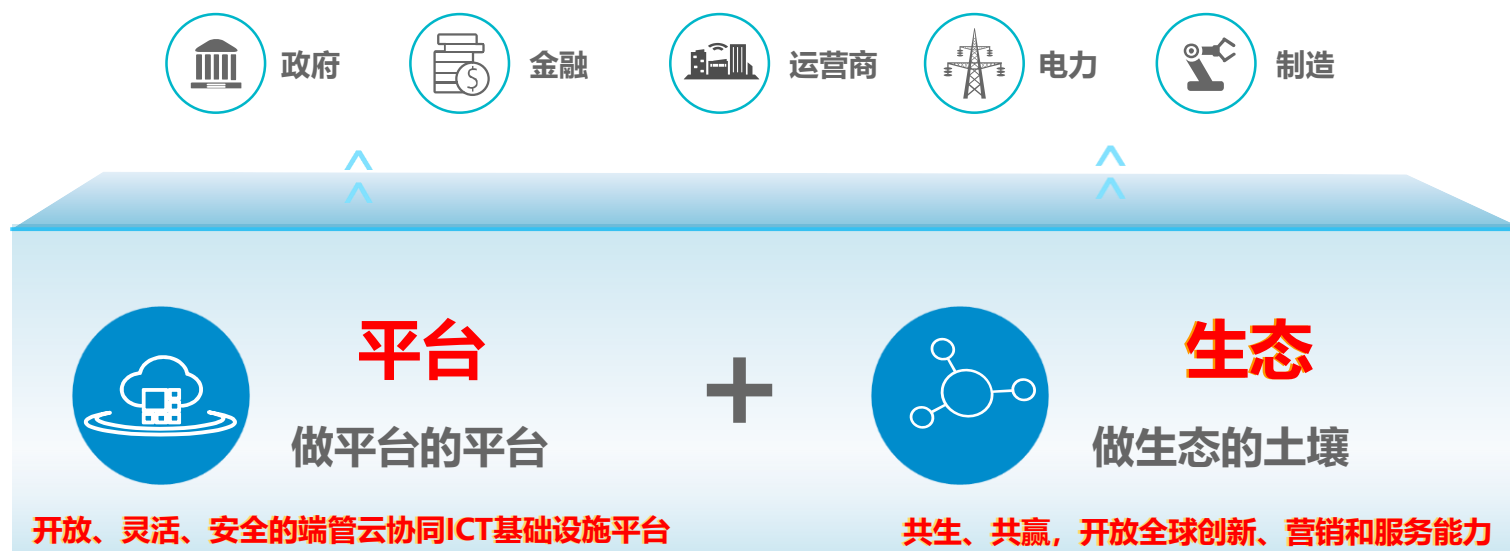 政府 金融 运营商 电力 制造
平台 + 生态
做平台的平台 做生态的土壤
开放、灵活、安全的端管云协同ICT基础设施平台 共生、共赢，开放全球创新、营销和服务能力